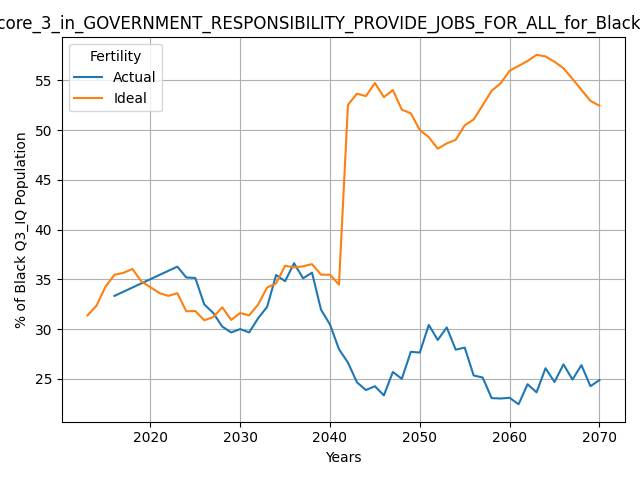 core_3_in_GOVERNMENT_RESPONSIBILITY_PROVIDE_JOBS_FOR_ALL_for_Black
Fertility
Actual
Ideal
% of Black Q3_IQ Population
55
50
45
40
35
30
25
2020 2030 2040 2050 2060 2070
Years